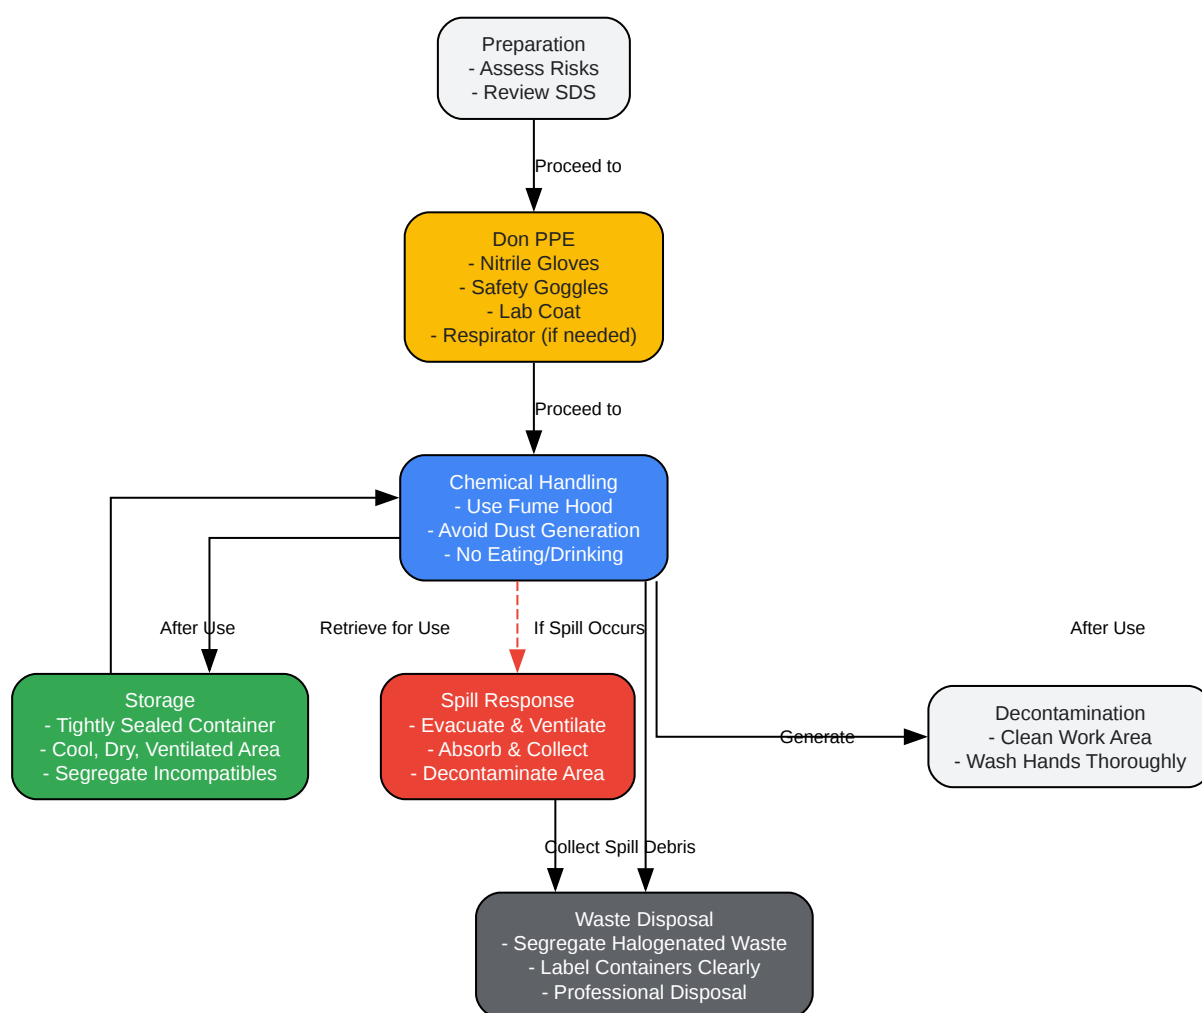 Preparation
- Assess Risks
- Review SDS
Proceed to
Don PPE
- Nitrile Gloves
- Safety Goggles
- Lab Coat
- Respirator (if needed)
Proceed to
Chemical Handling
- Use Fume Hood
- Avoid Dust Generation
- No Eating/Drinking
After Use
Retrieve for Use
If Spill Occurs
After Use
Storage
- Tightly Sealed Container
- Cool, Dry, Ventilated Area
- Segregate Incompatibles
Spill Response
- Evacuate & Ventilate
- Absorb & Collect
- Decontaminate Area
Generate
Decontamination
- Clean Work Area
- Wash Hands Thoroughly
Collect Spill Debris
Waste Disposal
- Segregate Halogenated Waste
- Label Containers Clearly
- Professional Disposal